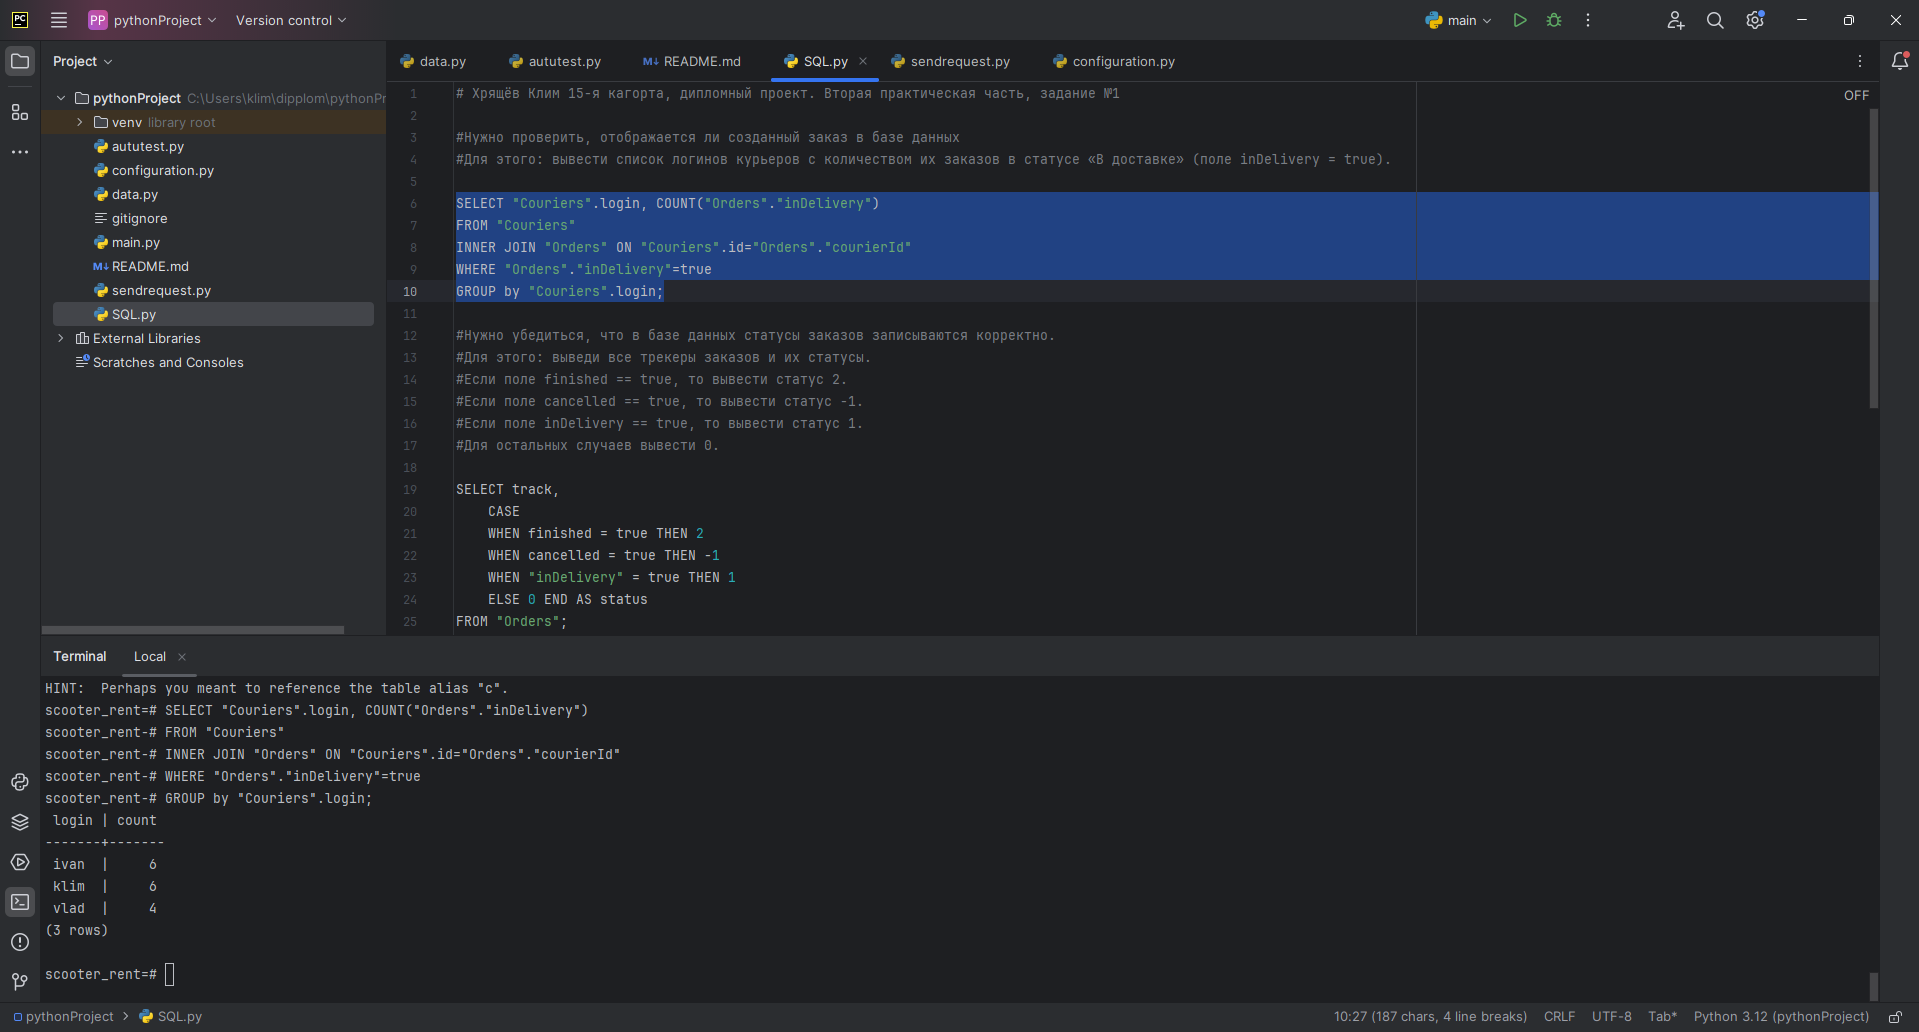 PC
PP pythonProject Version control main
Project
data.py aututest.py M↓ README.md SQL.py sendrequest.py configuration.py
pythonProject C:\Users\klim\dipplom\pythonPr
venv library root
aututest.py
configuration.py
data.py
gitignore
main.py
M↓ README.md
sendrequest.py
SQL.py
External Libraries
Scratches and Consoles
OFF
1 # Хрящёв Клим 15-я кагорта, дипломный проект. Вторая практическая часть, задание №1
2
3 #Нужно проверить, отображается ли созданный заказ в базе данных
4 #Для этого: вывести список логинов курьеров с количеством их заказов в статусе «В доставке» (поле inDelivery = true).
5
6 SELECT "Couriers".login, COUNT("Orders"."inDelivery")
7 FROM "Couriers"
8 INNER JOIN "Orders" ON "Couriers".id="Orders"."courierId"
9 WHERE "Orders"."inDelivery"=true
10 GROUP by "Couriers".login;
11
12 #Нужно убедиться, что в базе данных статусы заказов записываются корректно.
13 #Для этого: выведи все трекеры заказов и их статусы.
14 #Если поле finished == true, то вывести статус 2.
15 #Если поле cancelled == true, то вывести статус -1.
16 #Если поле inDelivery == true, то вывести статус 1.
17 #Для остальных случаев вывести 0.
18
19 SELECT track,
20 CASE
21 WHEN finished = true THEN 2
22 WHEN cancelled = true THEN -1
23 WHEN "inDelivery" = true THEN 1
24 ELSE 0 END AS status
25 FROM "Orders";
Terminal Local
HINT:  Perhaps you meant to reference the table alias "c".
scooter_rent=# SELECT "Couriers".login, COUNT("Orders"."inDelivery")
scooter_rent-# FROM "Couriers"
scooter_rent-# INNER JOIN "Orders" ON "Couriers".id="Orders"."courierId"
scooter_rent-# WHERE "Orders"."inDelivery"=true
scooter_rent-# GROUP by "Couriers".login;
login | count
-------+-------
ivan  |     6
klim  |     6
vlad  |     4
(3 rows)
scooter_rent=#
pythonProject > SQL.py 10:27 (187 chars, 4 line breaks) CRLF UTF-8 Tab* Python 3.12 (pythonProject)